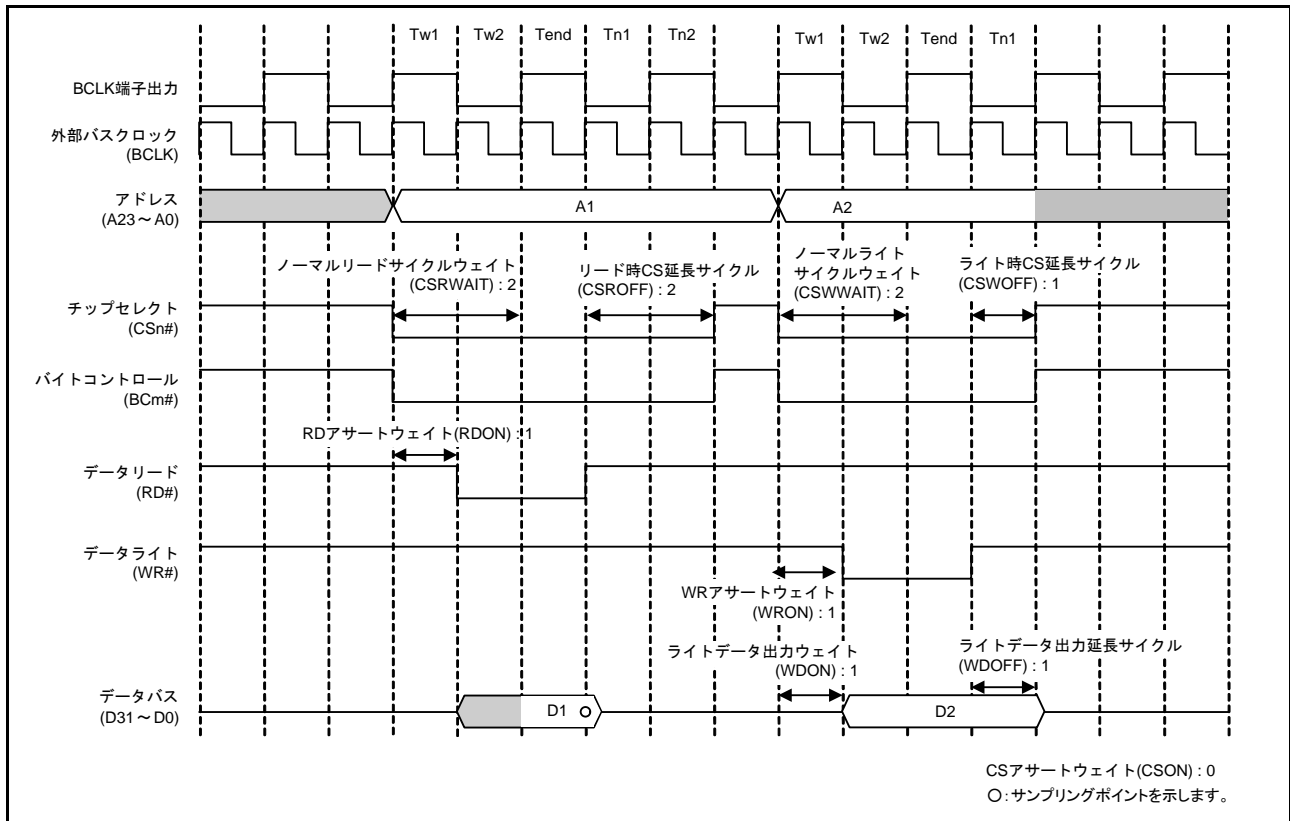 Tw1 Tw2 Tend Tn1 Tn2 Tw1 Tw2 Tend Tn1
BCLK端子出力
外部バスクロック
(BCLK)
アドレス
(A23～A0)
A1
A2
ノーマルリードサイクルウェイト
(CSRWAIT) : 2
リード時CS延長サイクル
(CSROFF) : 2
ノーマルライト
サイクルウェイト
(CSWWAIT) : 2
ライト時CS延長サイクル
(CSWOFF) : 1
チップセレクト
(CSn#)
バイトコントロール
(BCm#)
RDアサートウェイト(RDON) : 1
データリード
(RD#)
データライト
(WR#)
WRアサートウェイト
(WRON) : 1
ライトデータ出力ウェイト
(WDON) : 1
ライトデータ出力延長サイクル
(WDOFF) : 1
データバス
(D31～D0)
D1
D2
CSアサートウェイト(CSON) : 0
○: サンプリングポイントを示します。